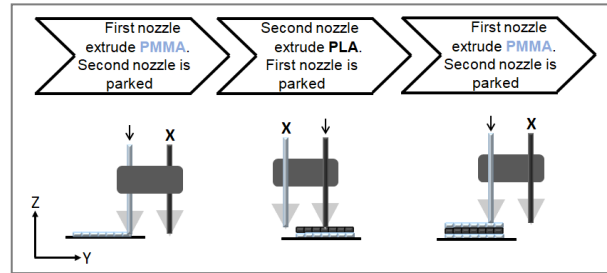 First nozzle
extrude PMMA.
Second nozzle is
parked
Second nozzle
extrude PLA.
First nozzle is
parked
First nozzle
extrude PMMA.
Second nozzle is
parked
X
X
X
Z
Y